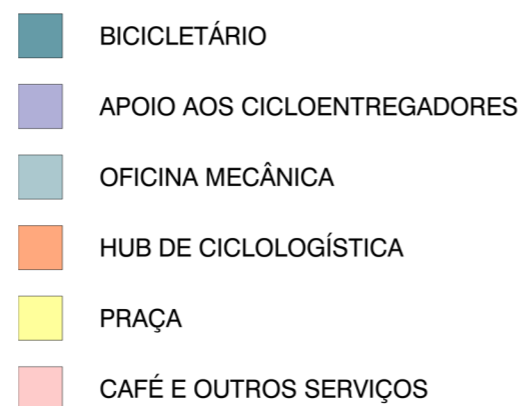 BICICLETÁRIO
APOIO AOS CICLOENTREGADORES
OFICINA MECÂNICA
HUB DE CICLOLOGÍSTICA
PRAÇA
CAFÉ E OUTROS SERVIÇOS